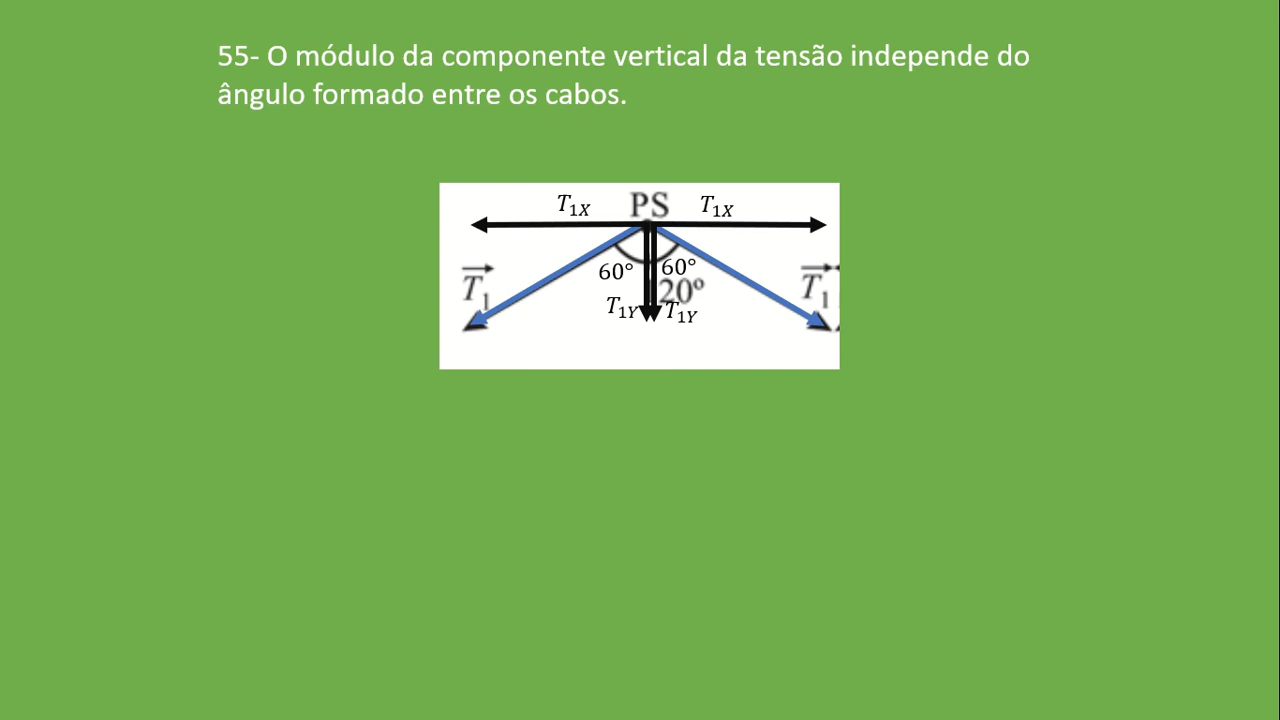 55- O módulo da componente vertical da tensão independe do
ângulo formado entre os cabos.
T₁X PS T₁X
60° 60°
T₁ 20º T₁
T₁Y T₁Y